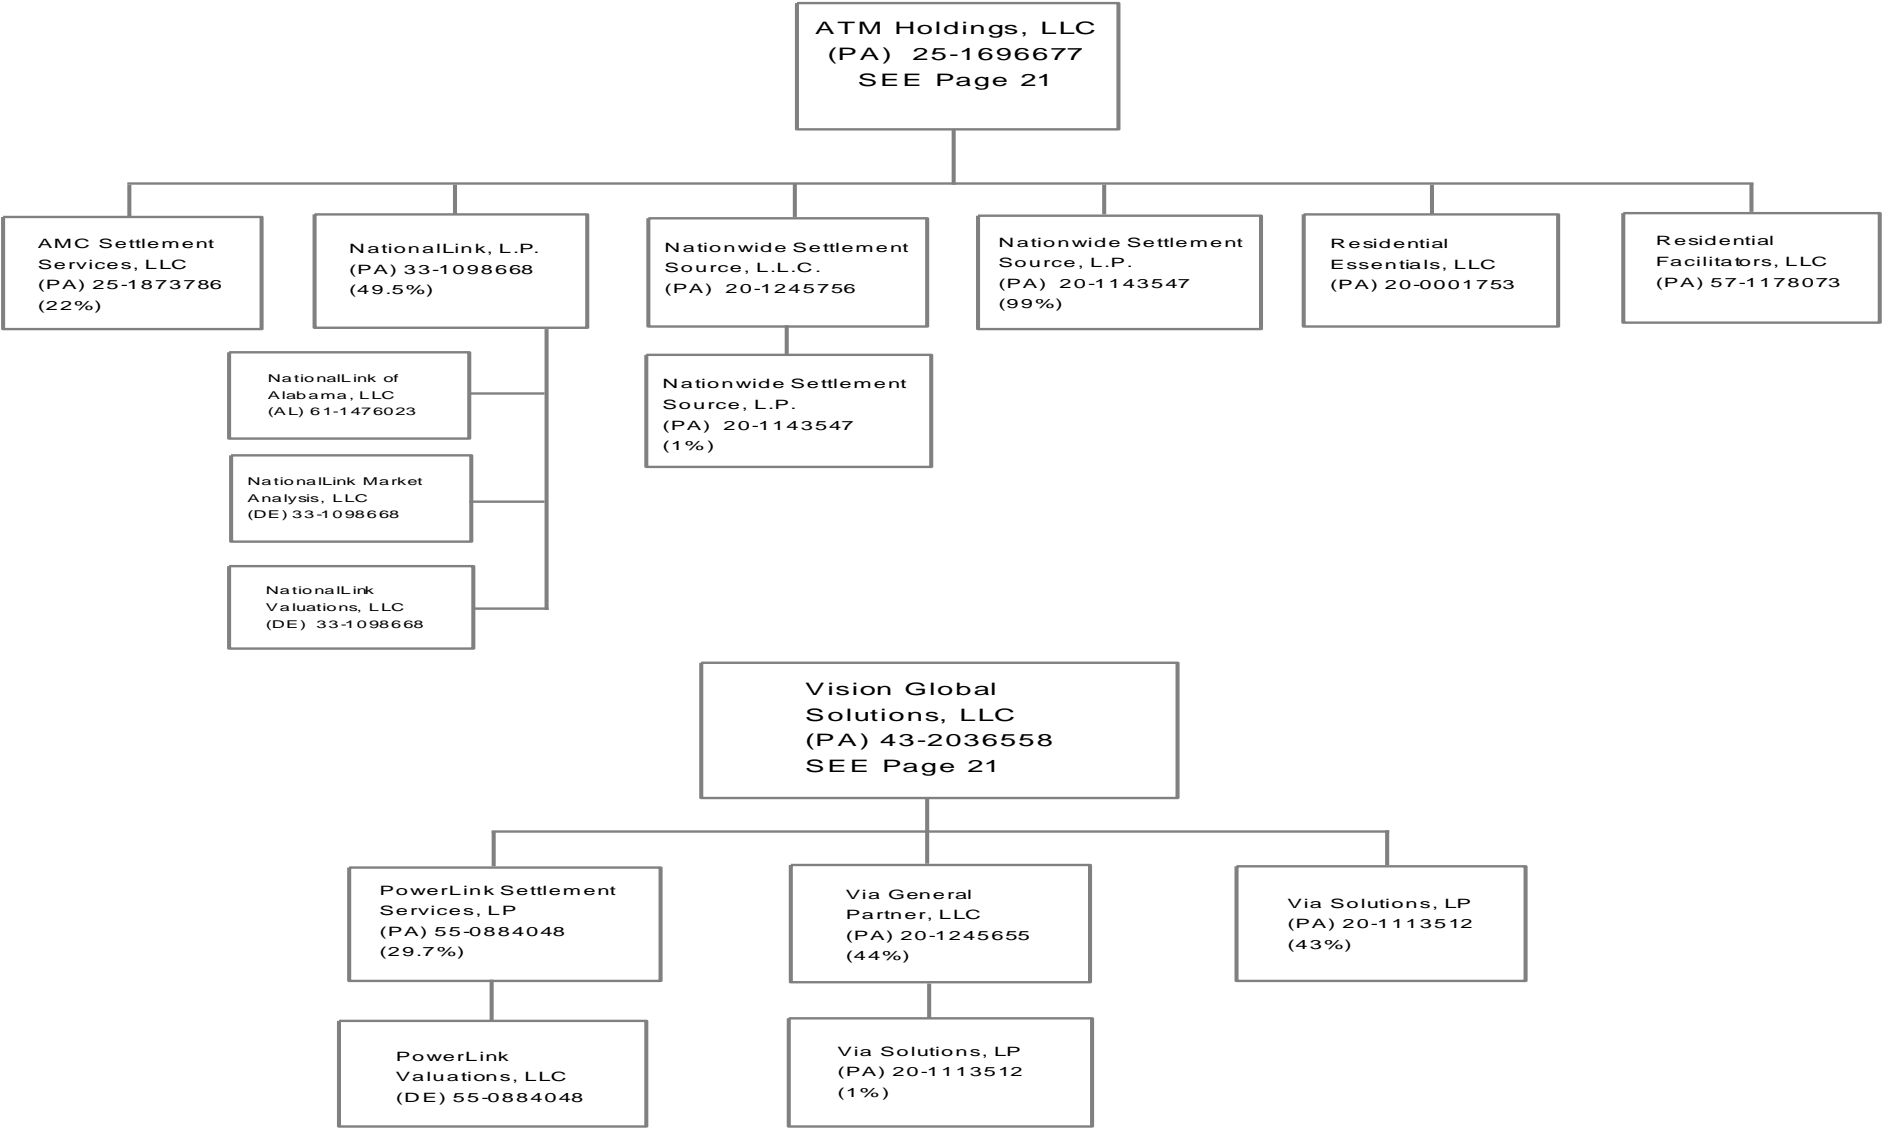 ATM Holdings, LLC
(PA) 25-1696677
SEE Page 21
AMC Settlement
Services, LLC
(PA) 25-1873786
(22%)
NationalLink, L.P.
(PA) 33-1098668
(49.5%)
Nationwide Settlement
Source, L.L.C.
(PA) 20-1245756
Nationwide Settlement
Source, L.P.
(PA) 20-1143547
(99%)
Residential
Essentials, LLC
(PA) 20-0001753
Residential
Facilitators, LLC
(PA) 57-1178073
NationalLink of
Alabama, LLC
(AL) 61-1476023
Nationwide Settlement
Source, L.P.
(PA) 20-1143547
(1%)
NationalLink Market
Analysis, LLC
(DE) 33-1098668
NationalLink
Valuations, LLC
(DE) 33-1098668
Vision Global
Solutions, LLC
(PA) 43-2036558
SEE Page 21
PowerLink Settlement
Services, LP
(PA) 55-0884048
(29.7%)
Via General
Partner, LLC
(PA) 20-1245655
(44%)
Via Solutions, LP
(PA) 20-1113512
(43%)
PowerLink
Valuations, LLC
(DE) 55-0884048
Via Solutions, LP
(PA) 20-1113512
(1%)